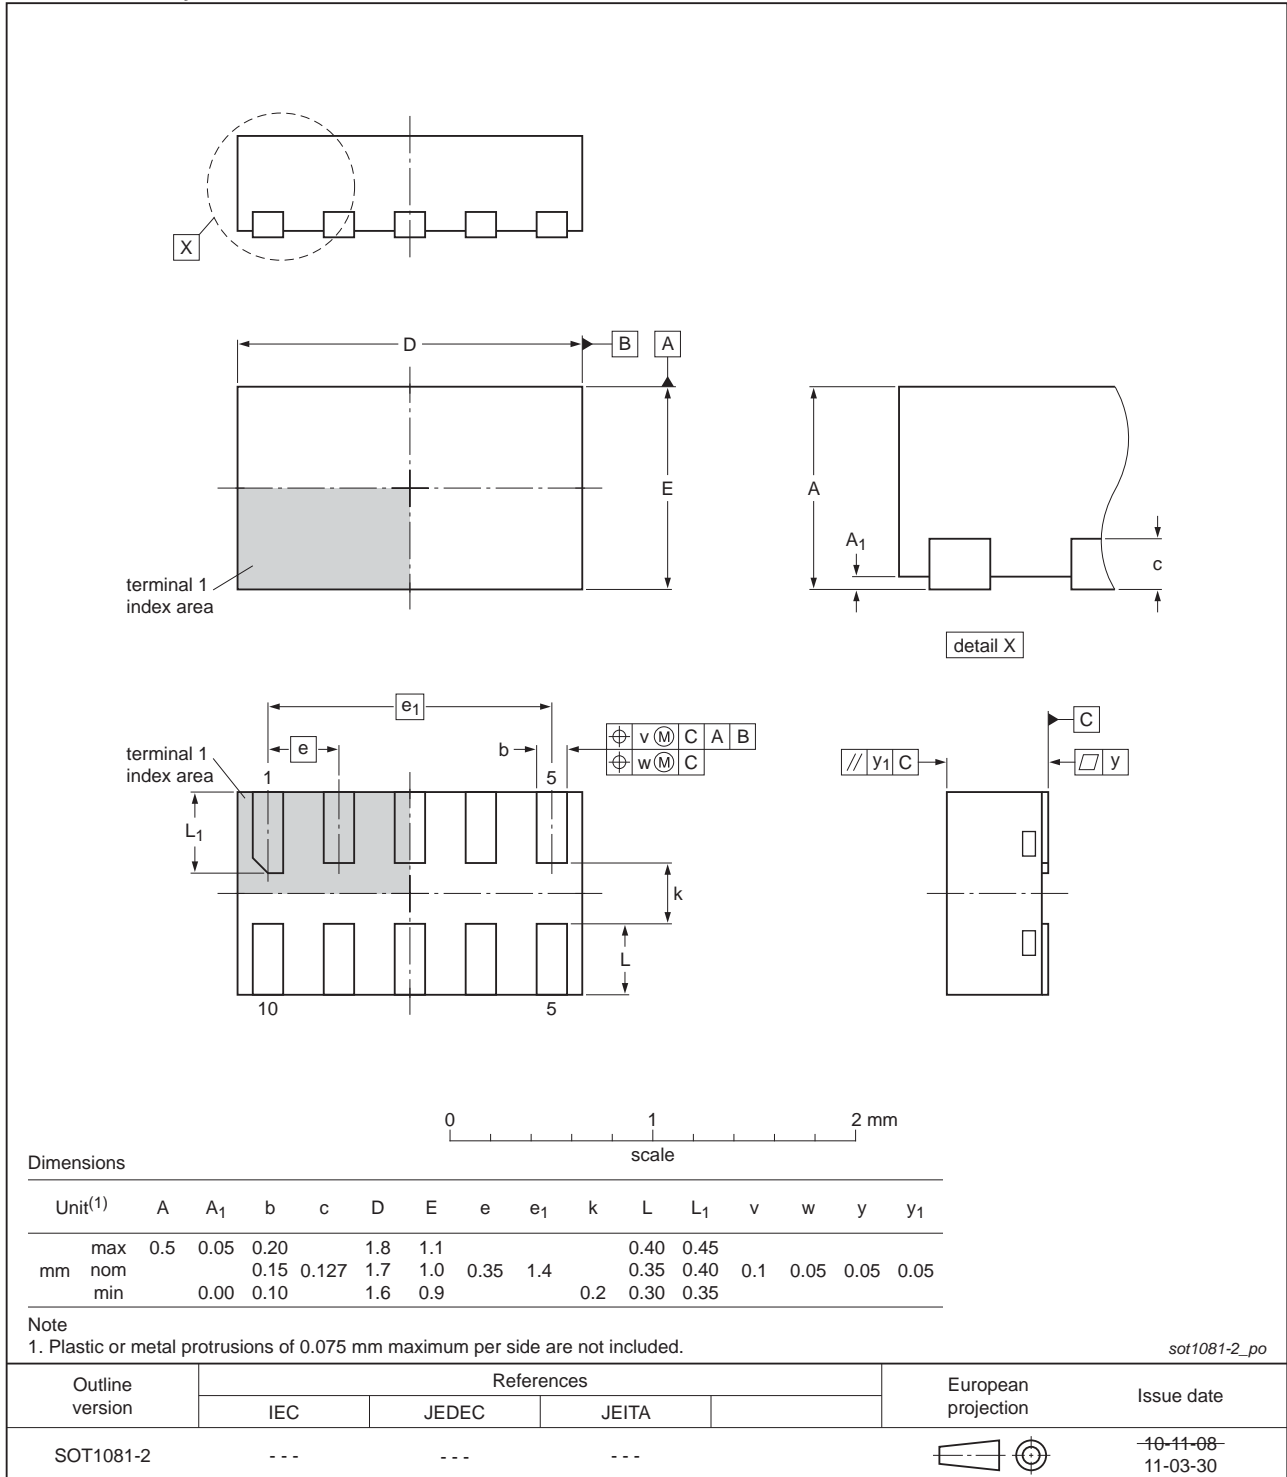 X
D
B
A
E
terminal 1
index area
A
A1
c
detail X
e1
e
b
v M C A B
w M C
terminal 1
index area
1
5
L1
k
L
10
5
C
// y1 C
y
0
1
2 mm
scale
Dimensions
Unit(1) A A1 b c D E e e1 k L L1 v w y y1
max 0.5 0.05 0.20 1.8 1.1 0.40 0.45
mm nom 0.15 0.127 1.7 1.0 0.35 1.4 0.35 0.40 0.1 0.05 0.05 0.05
min 0.00 0.10 1.6 0.9 0.2 0.30 0.35
Note
1. Plastic or metal protrusions of 0.075 mm maximum per side are not included.
sot1081-2_po
Outline version
References
IEC JEDEC JEITA
European projection
Issue date
SOT1081-2 - - - - - - - - -
10-11-08
11-03-30